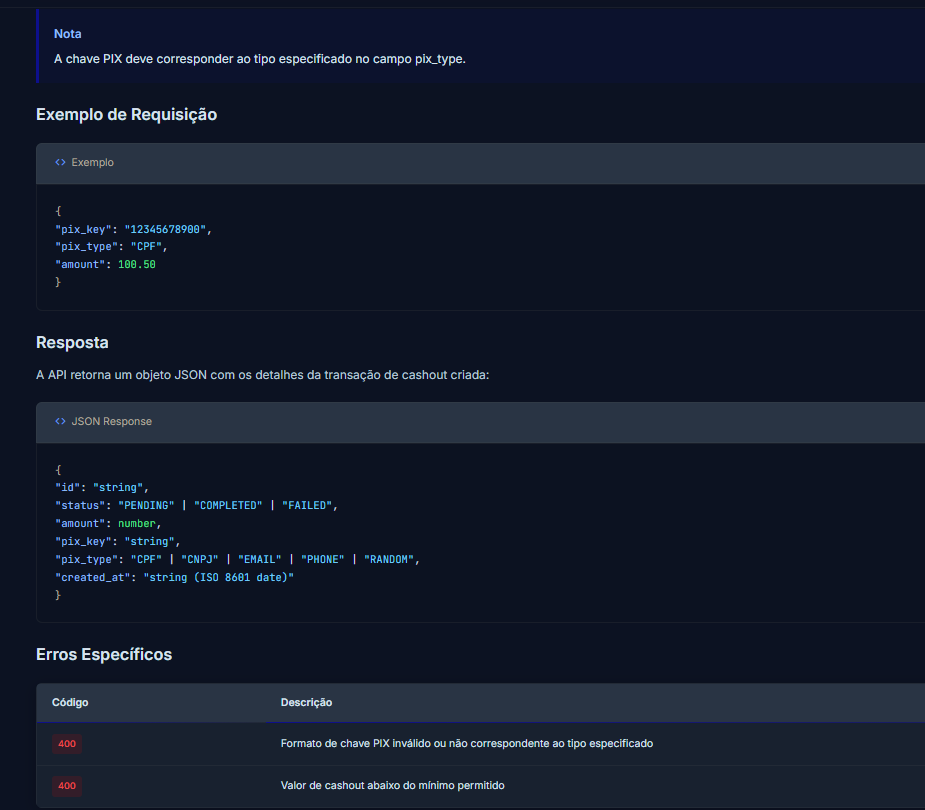 Nota
A chave PIX deve corresponder ao tipo especificado no campo pix_type.
Exemplo de Requisição
<> Exemplo
{
"pix_key": "12345678900",
"pix_type": "CPF",
"amount": 100.50
}
Resposta
A API retorna um objeto JSON com os detalhes da transação de cashout criada:
<> JSON Response
{
"id": "string",
"status": "PENDING" | "COMPLETED" | "FAILED",
"amount": number,
"pix_key": "string",
"pix_type": "CPF" | "CNPJ" | "EMAIL" | "PHONE" | "RANDOM",
"created_at": "string (ISO 8601 date)"
}
Erros Específicos
Código Descrição
400 Formato de chave PIX inválido ou não correspondente ao tipo especificado
400 Valor de cashout abaixo do mínimo permitido